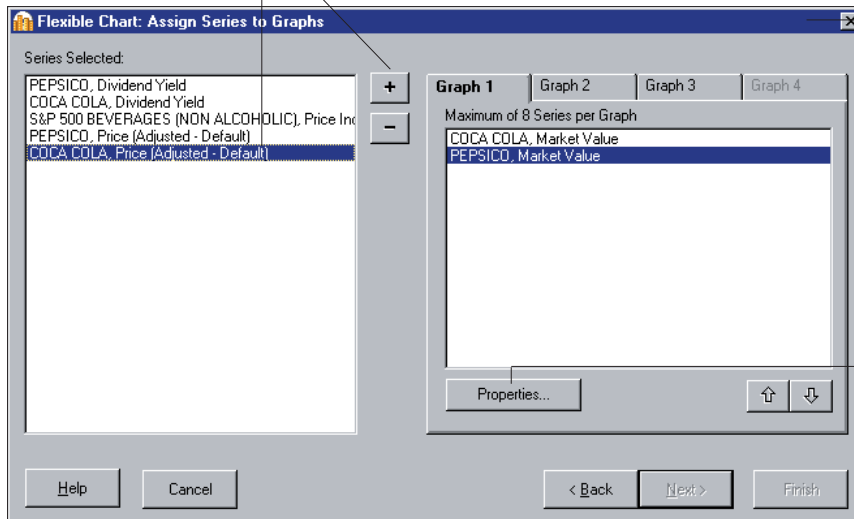 Flexible Chart: Assign Series to Graphs
Series Selected:
PEPSICO, Dividend Yield
COCA COLA, Dividend Yield
S&P 500 BEVERAGES (NON ALCOHOLIC), Price Ind
PEPSICO, Price (Adjusted - Default)
COCA COLA, Price (Adjusted - Default)
+
-
Graph 1 Graph 2 Graph 3 Graph 4
Maximum of 8 Series per Graph
COCA COLA, Market Value
PEPSICO, Market Value
Properties...
Help Cancel < Back Next > Finish